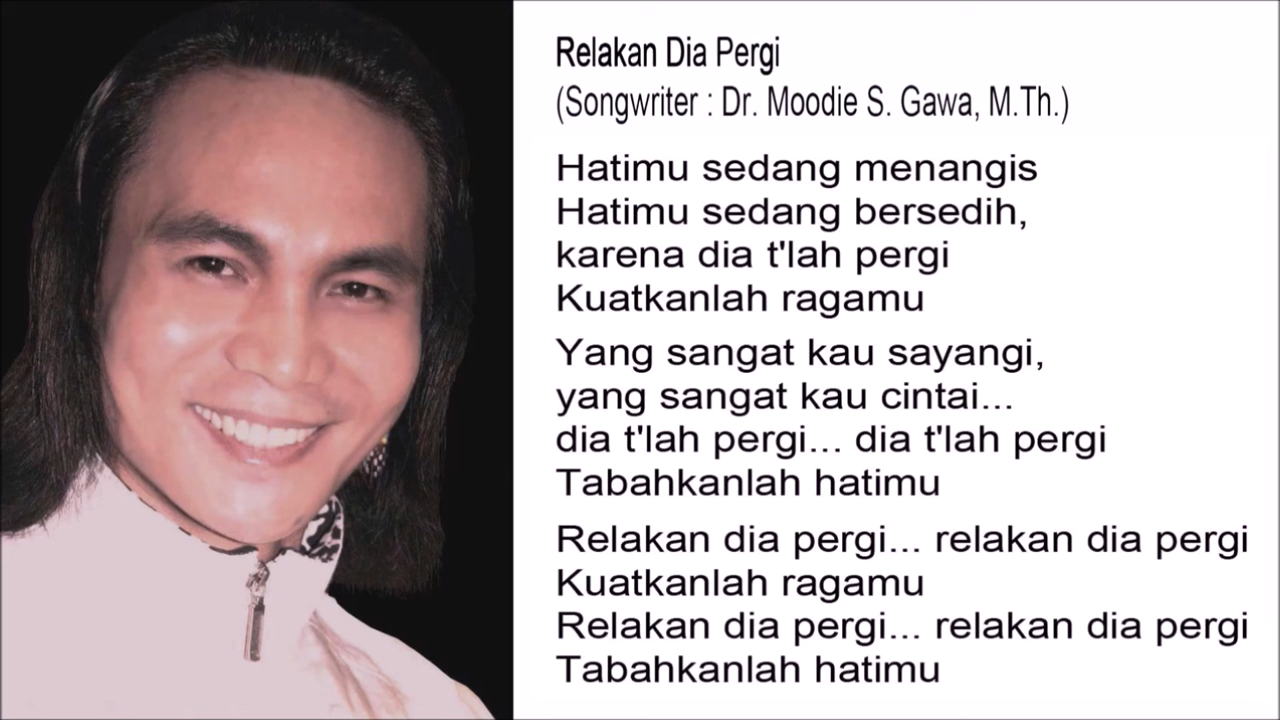 Relakan Dia Pergi
(Songwriter : Dr. Moodie S. Gawa, M.Th.)
Hatimu sedang menangis
Hatimu sedang bersedih,
karena dia t'lah pergi
Kuatkanlah ragamu
Yang sangat kau sayangi,
yang sangat kau cintai...
dia t'lah pergi... dia t'lah pergi
Tabahkanlah hatimu
Relakan dia pergi... relakan dia pergi
Kuatkanlah ragamu
Relakan dia pergi... relakan dia pergi
Tabahkanlah hatimu